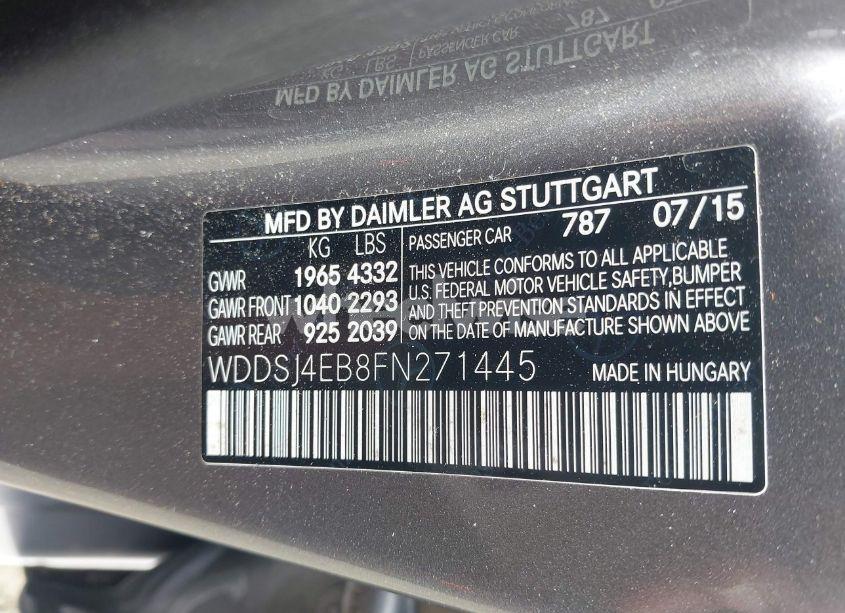 MFD BY DAIMLER AG STUTTGART
KG LBS
GVWR 1965 4332
GAWR FRONT 1040 2293
GAWR REAR 925 2039
PASSENGER CAR 787 07/15
THIS VEHICLE CONFORMS TO ALL APPLICABLE
U.S. FEDERAL MOTOR VEHICLE SAFETY, BUMPER
AND THEFT PREVENTION STANDARDS IN EFFECT
ON THE DATE OF MANUFACTURE SHOWN ABOVE
WDDSJ4EB8FN271445 MADE IN HUNGARY